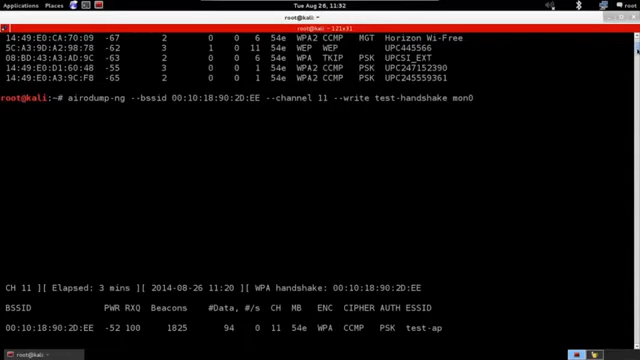 Applications Places Tue Aug 26, 11:32 root
root@kali: ~
root@kali: ~ 121x31
14:49:E0:CA:70:09 -67 0 0 6 54e WPA2 CCMP MGT Horizon Wi-Free
5C:A3:9D:A2:98:78 -62 3 1 0 11 54e WEP WEP UPC445566
08:BD:43:A3:AD:9C -63 2 0 0 6 54e WPA TKIP PSK UPCSI_EXT
14:49:E0:D1:60:48 -55 3 0 0 1 54e WPA2 CCMP PSK UPC247152390
14:49:E0:A3:9C:F8 -65 2 0 0 1 54e WPA2 CCMP PSK UPC245559361
root@kali:~# airodump-ng --bssid 00:10:18:90:2D:EE --channel 11 --write test-handshake mon0
CH 11 ][ Elapsed: 3 mins ][ 2014-08-26 11:20 ][ WPA handshake: 00:10:18:90:2D:EE
BSSID PWR RXQ Beacons #Data, #/s CH MB ENC CIPHER AUTH ESSID
00:10:18:90:2D:EE -52 100 1825 94 0 11 54e WPA CCMP PSK test-ap
root@kali: ~